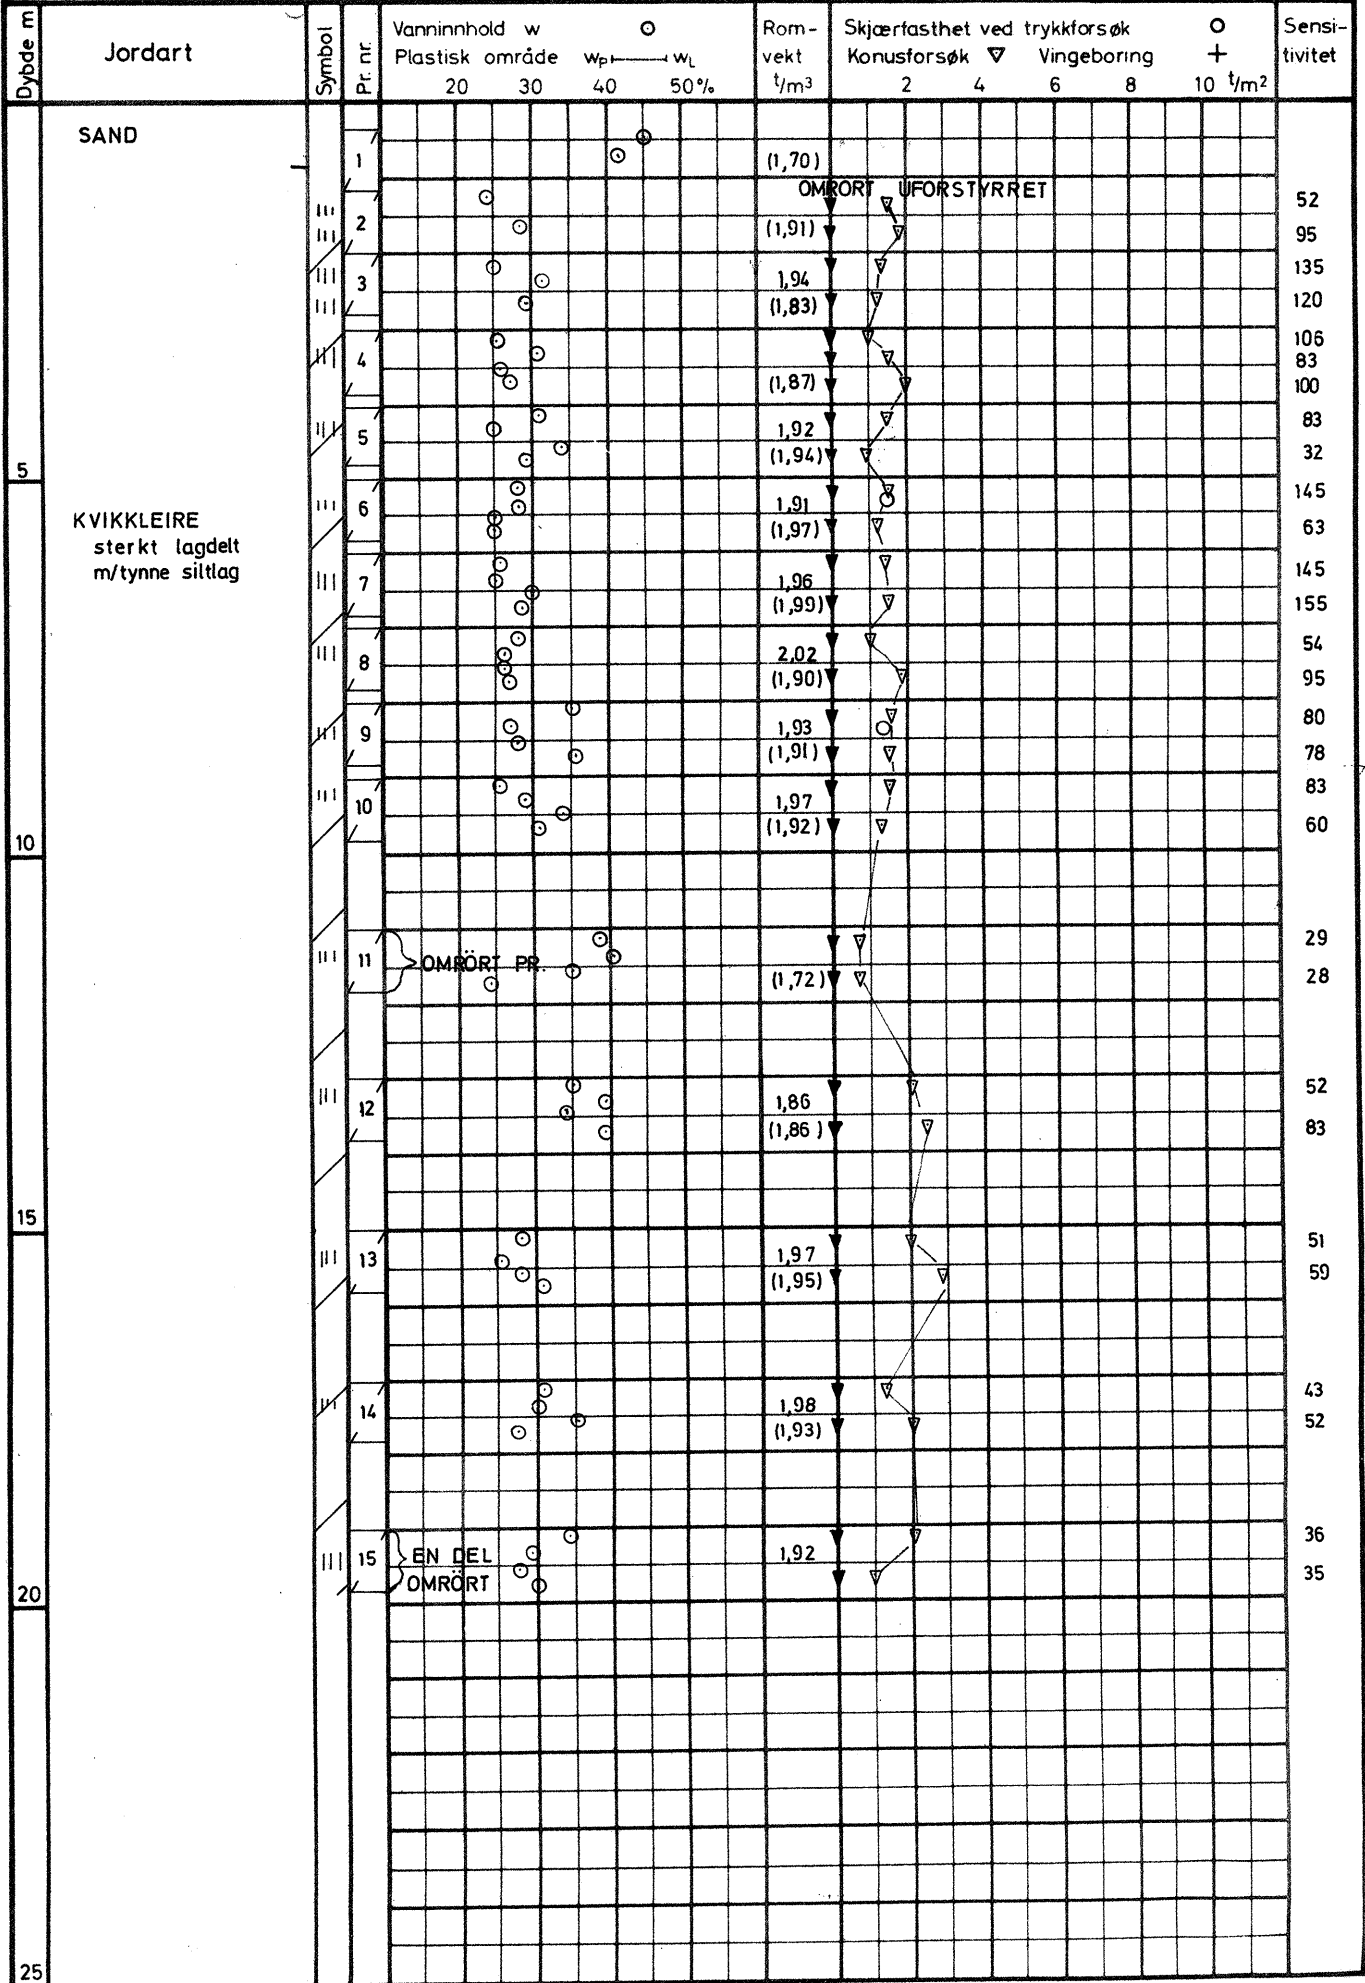 Dybde m
Jordart
Symbol
Pr. nr.
Vanninnhold w
Plastisk område wP wL
20 30 40 50%
Rom-
vekt
t/m³
Skjærfasthet ved trykkforsøk
Konusforsøk Vingeboring
2 4 6 8 10 t/m²
Sensi-
tivitet
SAND
1 (1,70)
OMRORT UFORSTYRRET 52
2 (1,91) 95
135
3 1,94
(1,83) 120
106
4 83
(1,87) 100
83
5 1,92
(1,94) 32
5
145
6 1,91
KVIKKLEIRE
(1,97) 63
sterkt lagdelt
m/tynne siltlag
145
7 1,96
(1,99) 155
54
8 2,02
(1,90) 95
80
9 1,93
(1,91) 78
83
10 1,97
(1,92) 60
10
29
11 OMRÖRT PR.
(1,72) 28
52
12 1,86
(1,86) 83
15
51
13 1,97
(1,95) 59
43
14 1,98
(1,93) 52
36
15 EN DEL 1,92
OMRÖRT 35
20
25